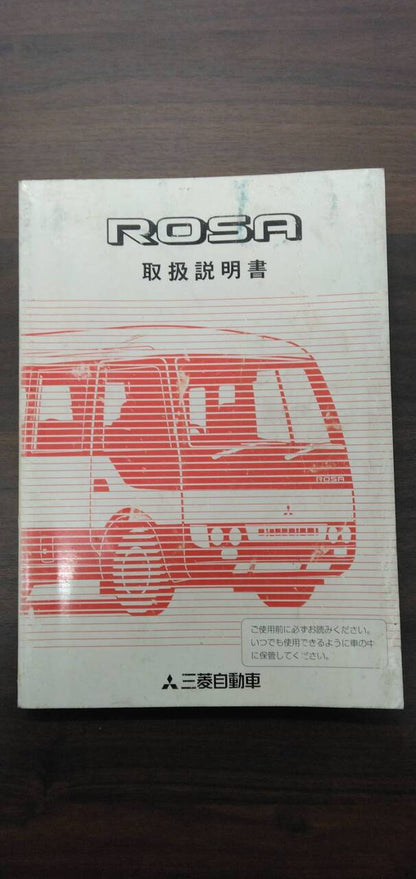 ROSA
取扱説明書
ROSA
ご使用前に必ずお読みください。
いつでも使用できるように車の中
に保管してください。
三菱自動車